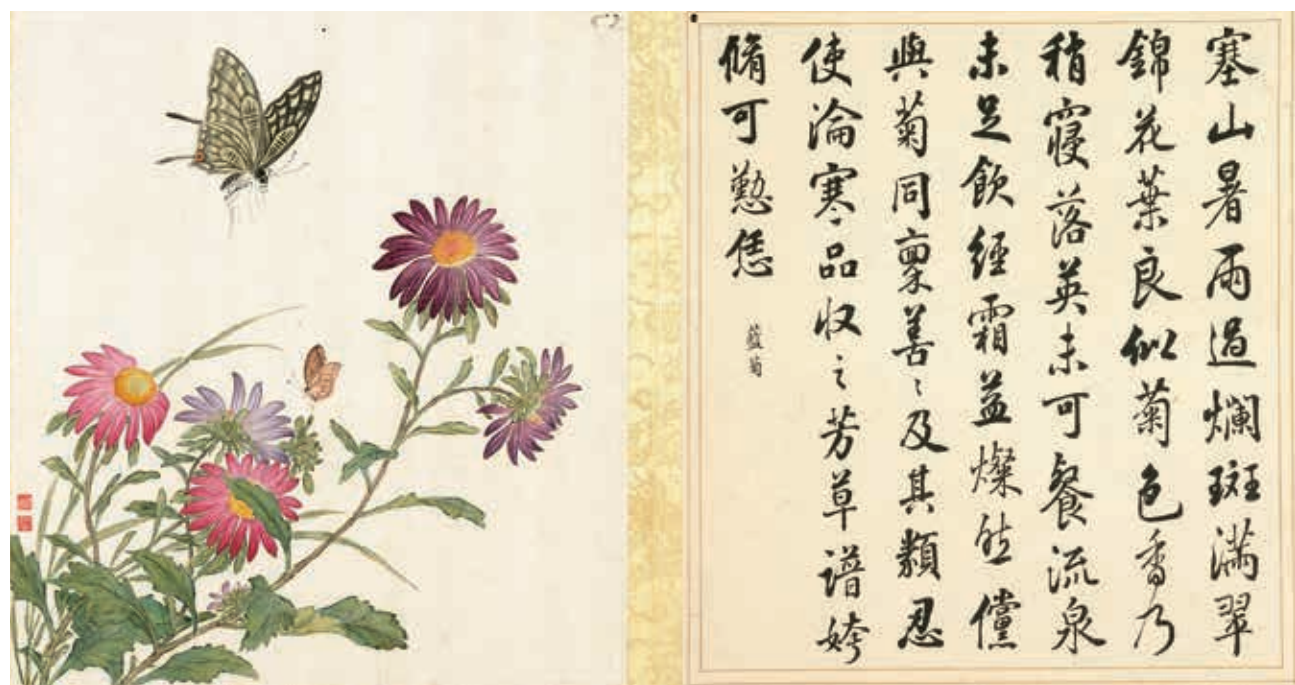 塞山暑雨過爛斑滿翠
錦花葉良似菊色香乃
稍寢落英未可餐流泉
未足飲經霜益燦然儻
與菊同稟善〻及其類忍
使淪寒品收之芳草譜姱
脩可懃恁
藍菊